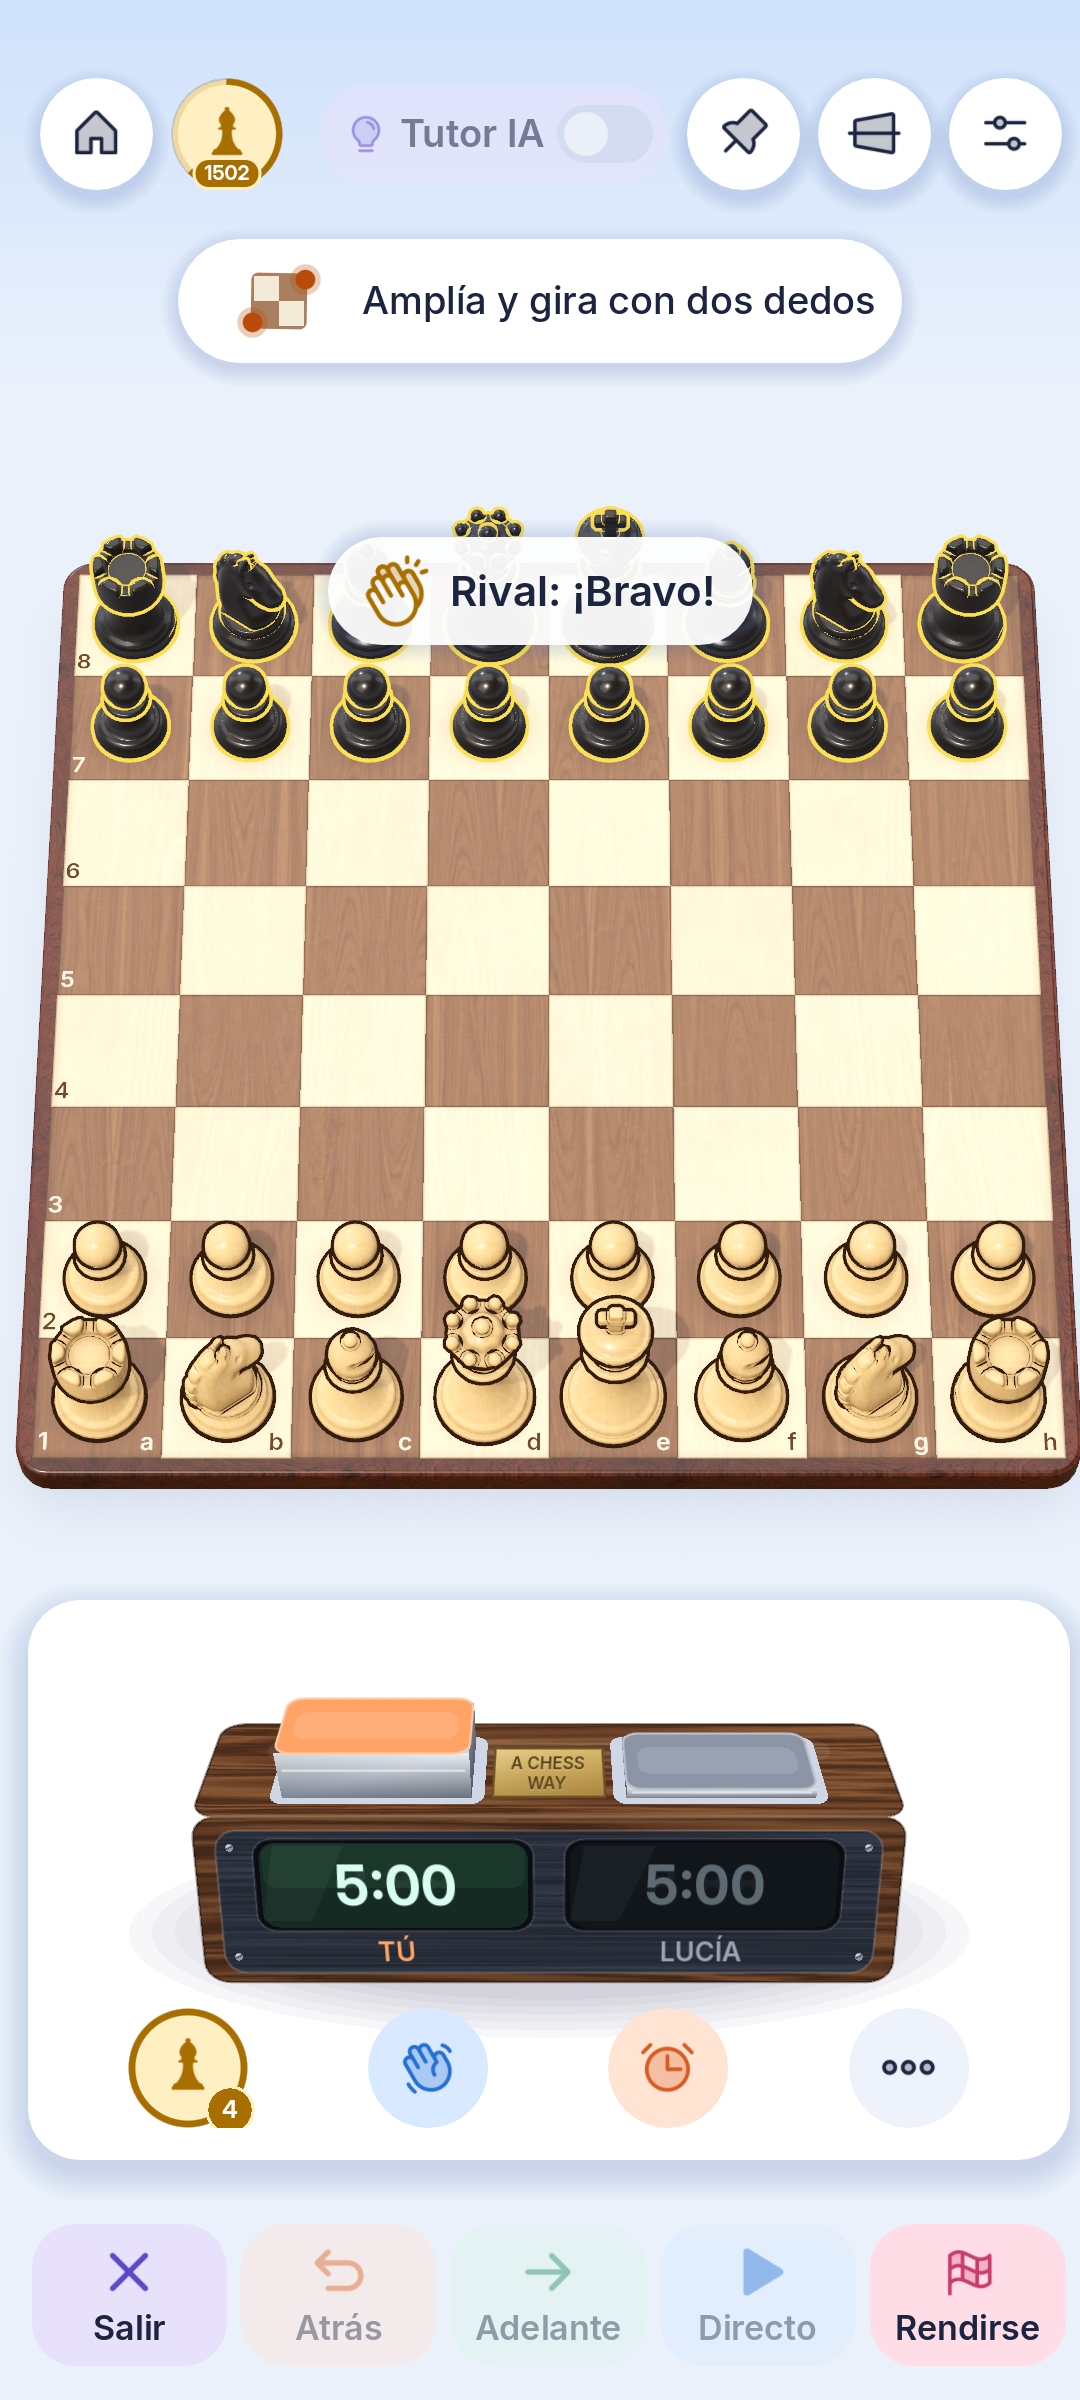 Tutor IA
1502
Amplía y gira con dos dedos
Rival: ¡Bravo!
8
7
6
5
4
3
2
1
a b c d e f g h
A CHESS
WAY
5:00 5:00
TÚ LUCÍA
4
Salir Atrás Adelante Directo Rendirse